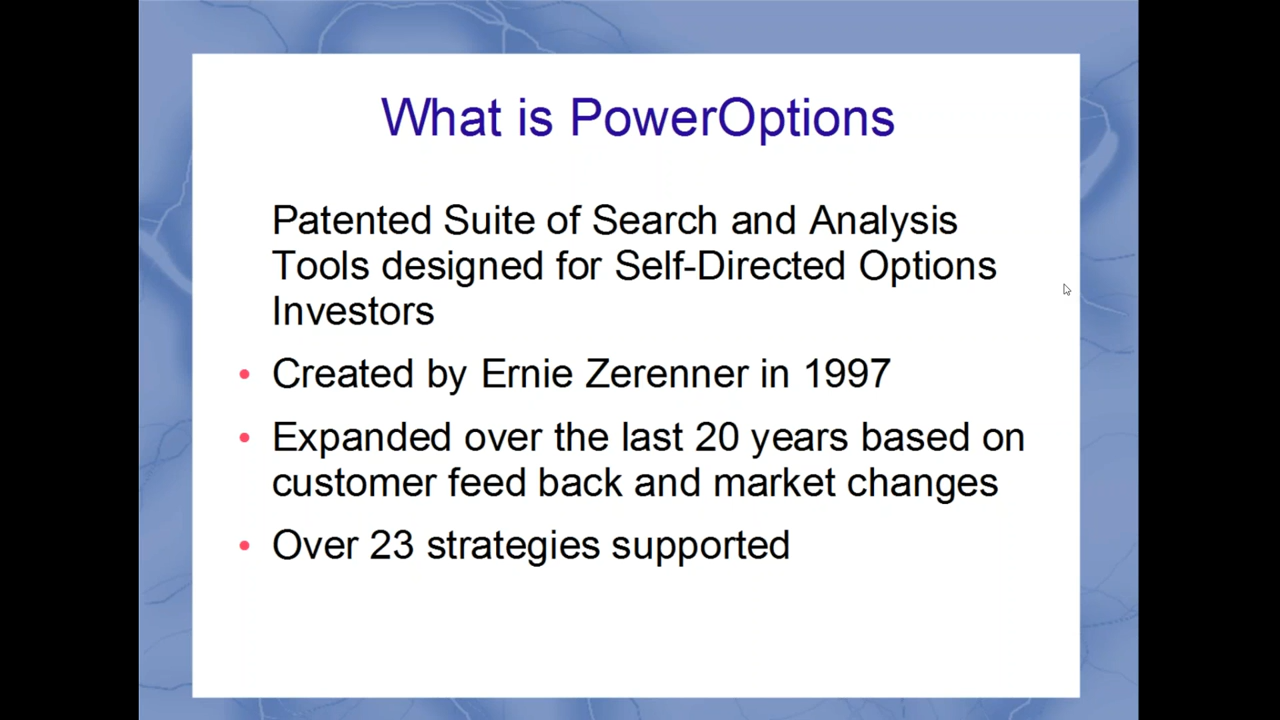 What is PowerOptions
Patented Suite of Search and Analysis
Tools designed for Self-Directed Options
Investors
• Created by Ernie Zerenner in 1997
• Expanded over the last 20 years based on
customer feed back and market changes
• Over 23 strategies supported